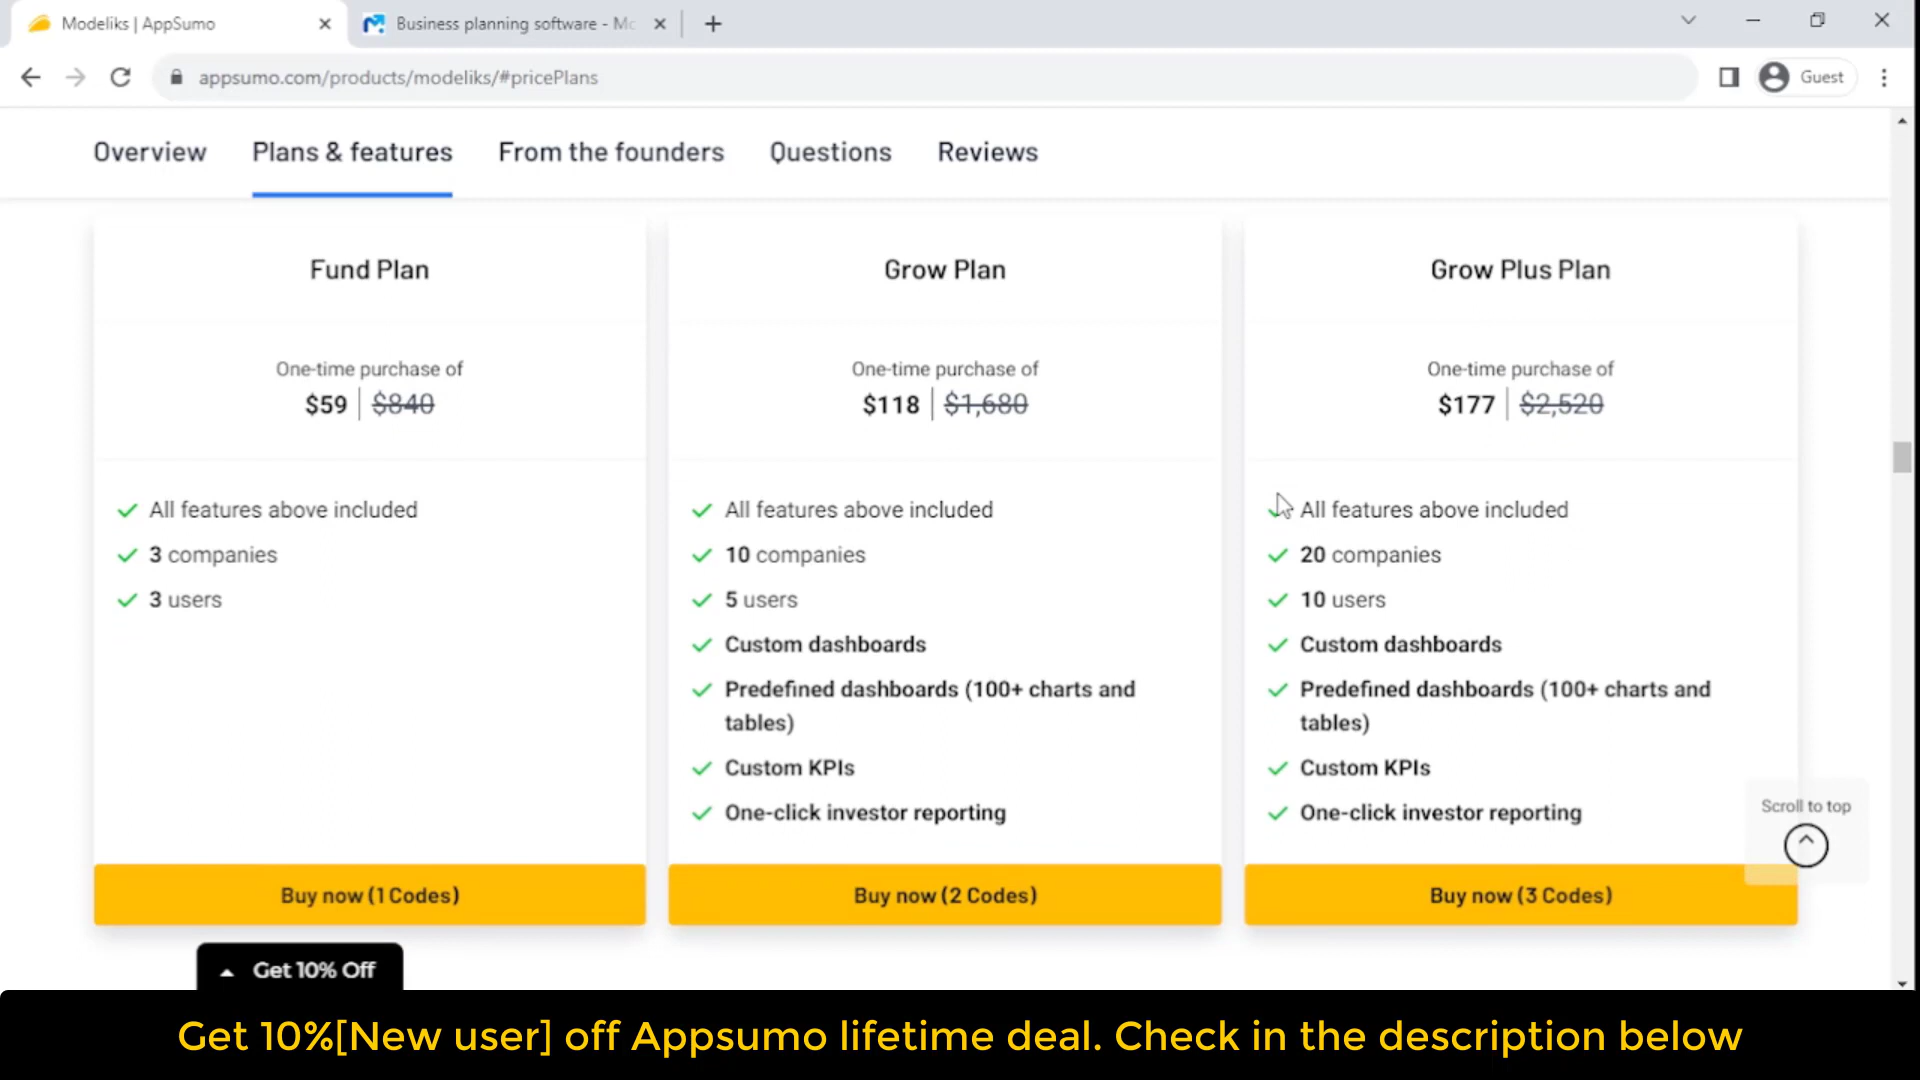 Modeliks | AppSumo
Business planning software - Mo
appsumo.com/products/modeliks/#pricePlans
Guest
Overview
Plans & features
From the founders
Questions
Reviews
Fund Plan
One-time purchase of
$59 | $840
All features above included
3 companies
3 users
Buy now (1 Codes)
Grow Plan
One-time purchase of
$118 | $1,680
All features above included
10 companies
5 users
Custom dashboards
Predefined dashboards (100+ charts and
tables)
Custom KPIs
One-click investor reporting
Buy now (2 Codes)
Grow Plus Plan
One-time purchase of
$177 | $2,520
All features above included
20 companies
10 users
Custom dashboards
Predefined dashboards (100+ charts and
tables)
Custom KPIs
One-click investor reporting
Buy now (3 Codes)
Scroll to top
Get 10% Off
Get 10%[New user] off Appsumo lifetime deal. Check in the description below